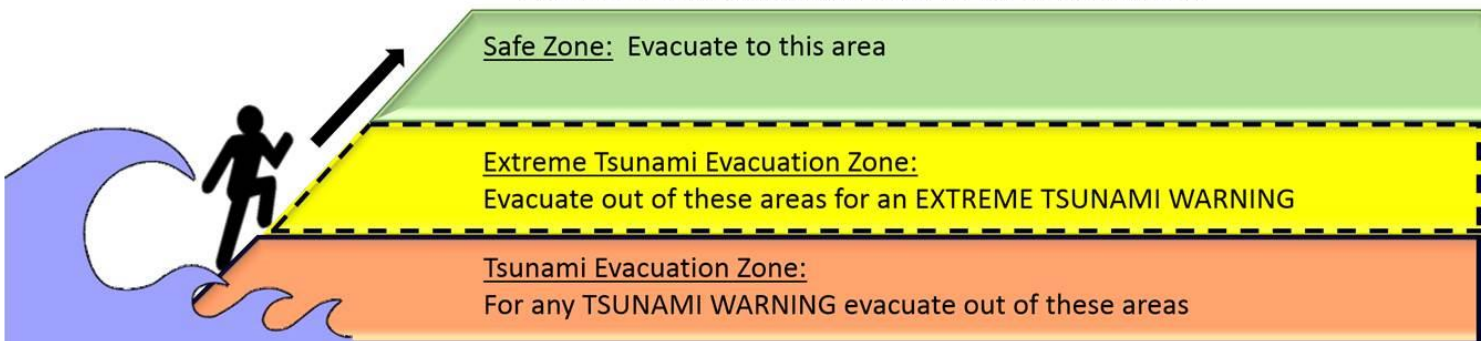 Safe Zone: Evacuate to this area
Extreme Tsunami Evacuation Zone:
Evacuate out of these areas for an EXTREME TSUNAMI WARNING
Tsunami Evacuation Zone:
For any TSUNAMI WARNING evacuate out of these areas